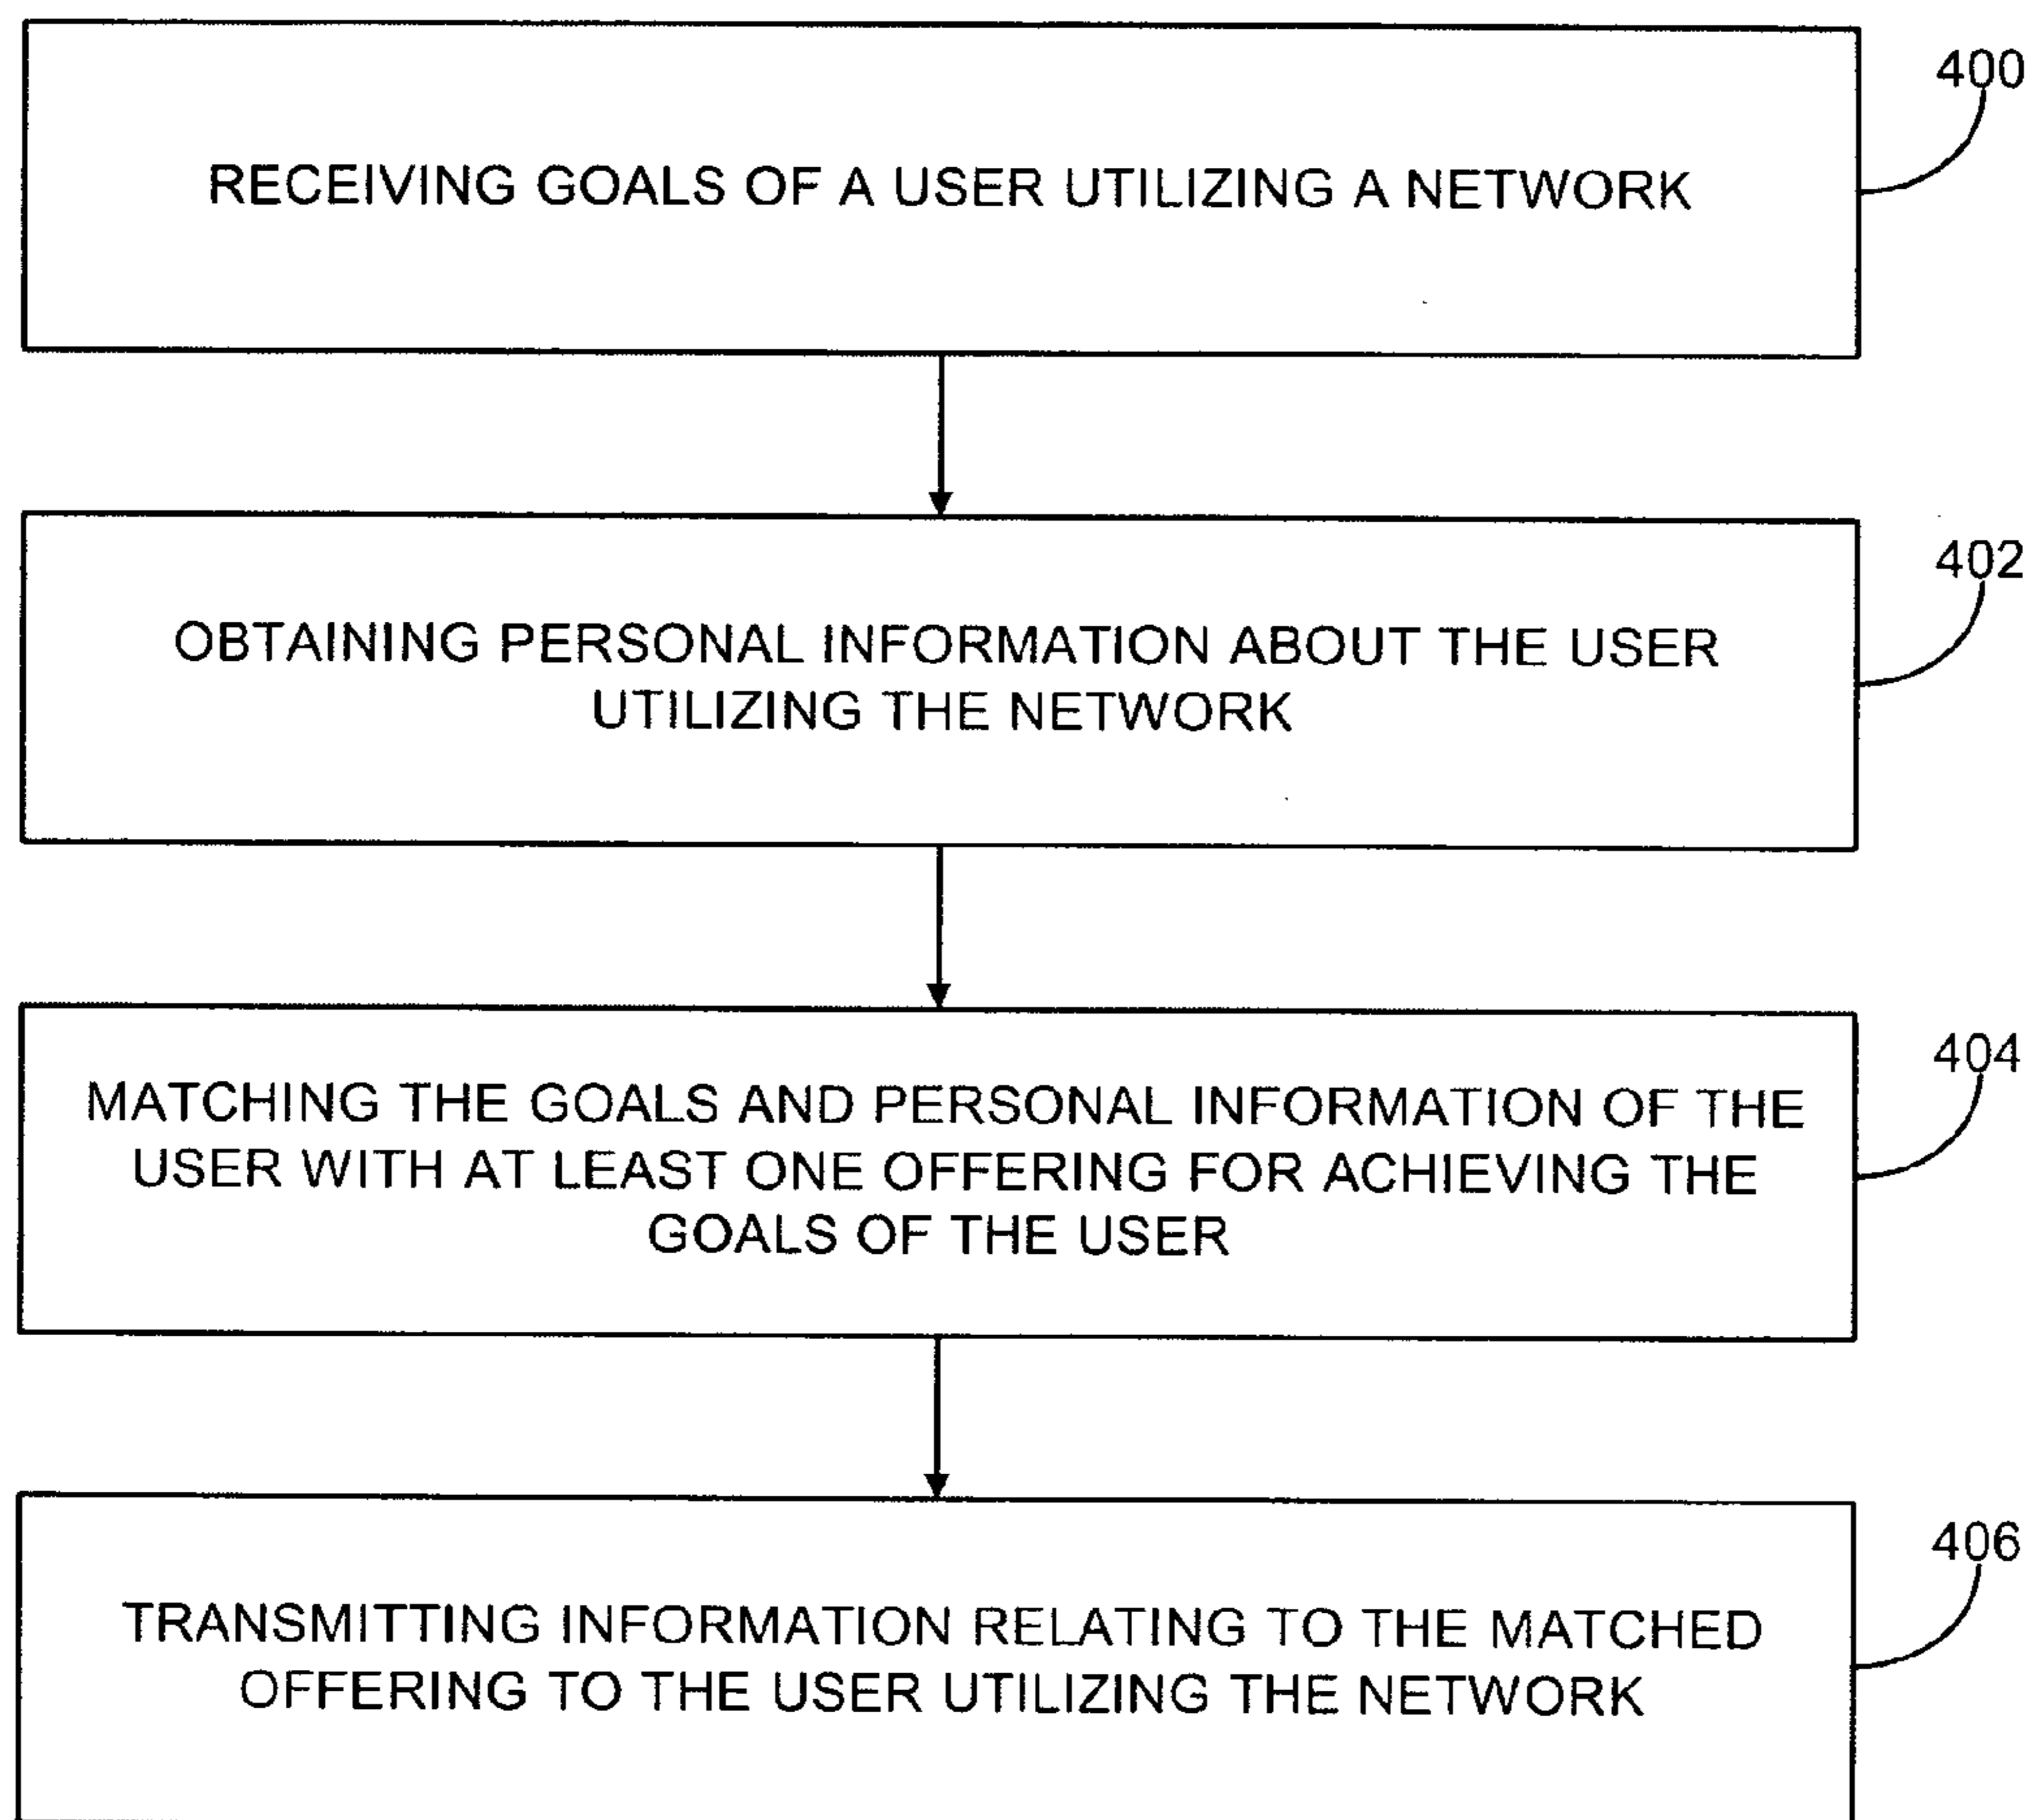 400
RECEIVING GOALS OF A USER UTILIZING A NETWORK
402
OBTAINING PERSONAL INFORMATION ABOUT THE USER
UTILIZING THE NETWORK
404
MATCHING THE GOALS AND PERSONAL INFORMATION OF THE
USER WITH AT LEAST ONE OFFERING FOR ACHIEVING THE
GOALS OF THE USER
406
TRANSMITTING INFORMATION RELATING TO THE MATCHED
OFFERING TO THE USER UTILIZING THE NETWORK